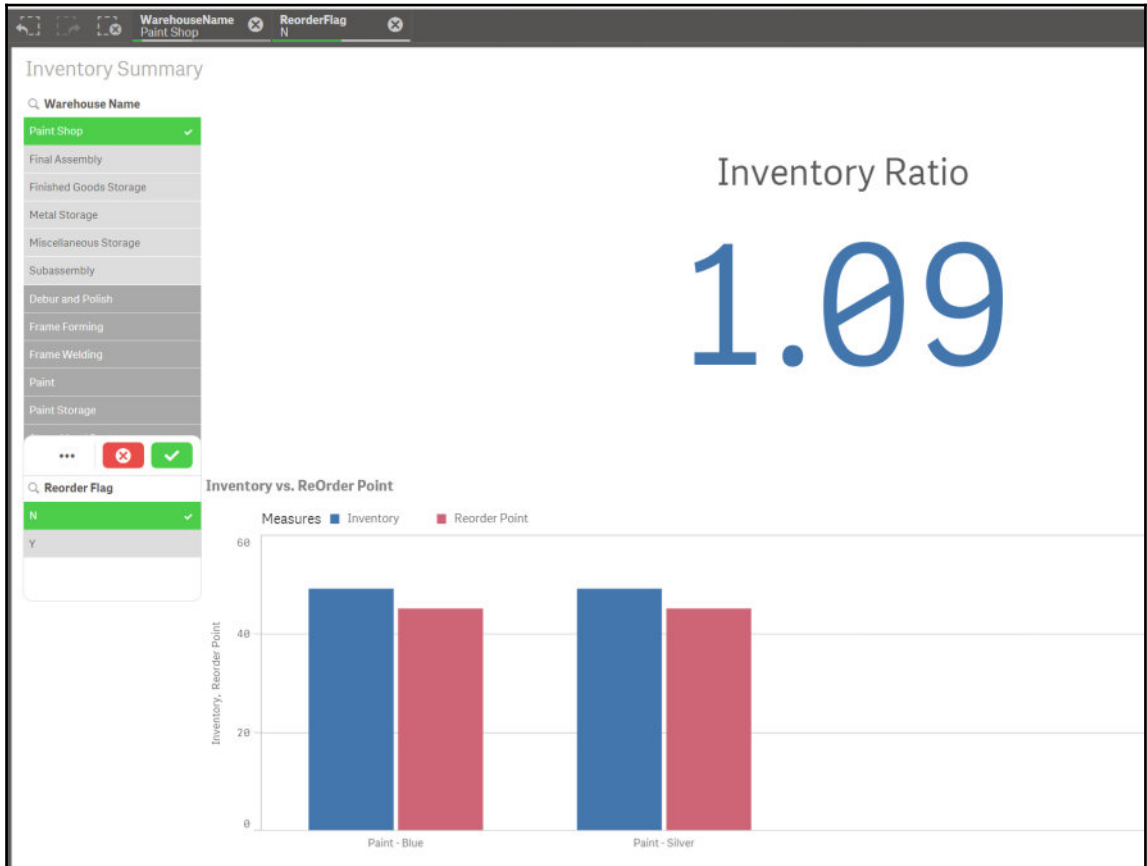 WarehouseName
Paint Shop
ReorderFlag
N
Inventory Summary
Warehouse Name
Paint Shop
Final Assembly
Finished Goods Storage
Metal Storage
Miscellaneous Storage
Subassembly
Debur and Polish
Frame Forming
Frame Welding
Paint
Paint Storage
Reorder Flag
N
Y
Inventory Ratio
1.09
Inventory vs. ReOrder Point
Measures Inventory Reorder Point
Inventory, Reorder Point
60
40
20
0
Paint - Blue Paint - Silver